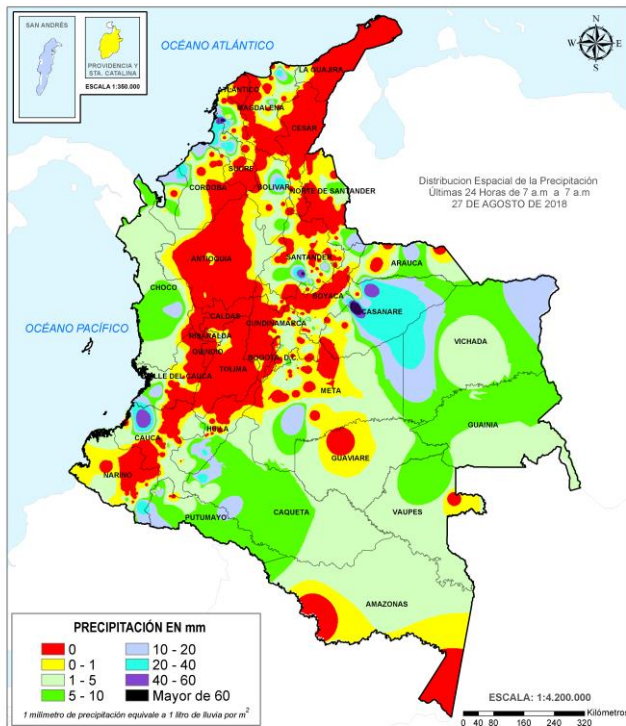 SAN ANDRÉS
PROVIDENCIA Y
STA. CATALINA
ESCALA 1:350.000
OCÉANO ATLÁNTICO
N
W E
S
LA GUAJIRA
ATLÁNTICO
MAGDALENA
CESAR
SUCRE
CORDOBA
BOLIVAR
NORTE DE SANTANDER
Distribucion Espacial de la Precipitación
Últimas 24 Horas de 7 a.m a 7 a.m
27 DE AGOSTO DE 2018
ANTIOQUIA
SANTANDER
ARAUCA
CHOCO
BOYACA
CASANARE
OCÉANO PACÍFICO
CALDAS
CUNDINAMARCA
RISARALDA
VICHADA
QUINDIO
BOGOTA, D.C.
VALLE DEL CAUCA
TOLIMA
META
GUAINIA
CAUCA
HUILA
GUAVIARE
NARIÑO
PUTUMAYO
CAQUETA
VAUPES
AMAZONAS
PRECIPITACIÓN EN mm
0
10 - 20
0 - 1
20 - 40
1 - 5
40 - 60
5 - 10
Mayor de 60
1 milimetro de precipitación equivale a 1 litro de lluvia por m²
ESCALA: 1:4.200.000
Kilómetros
0 40 80 160 240 320